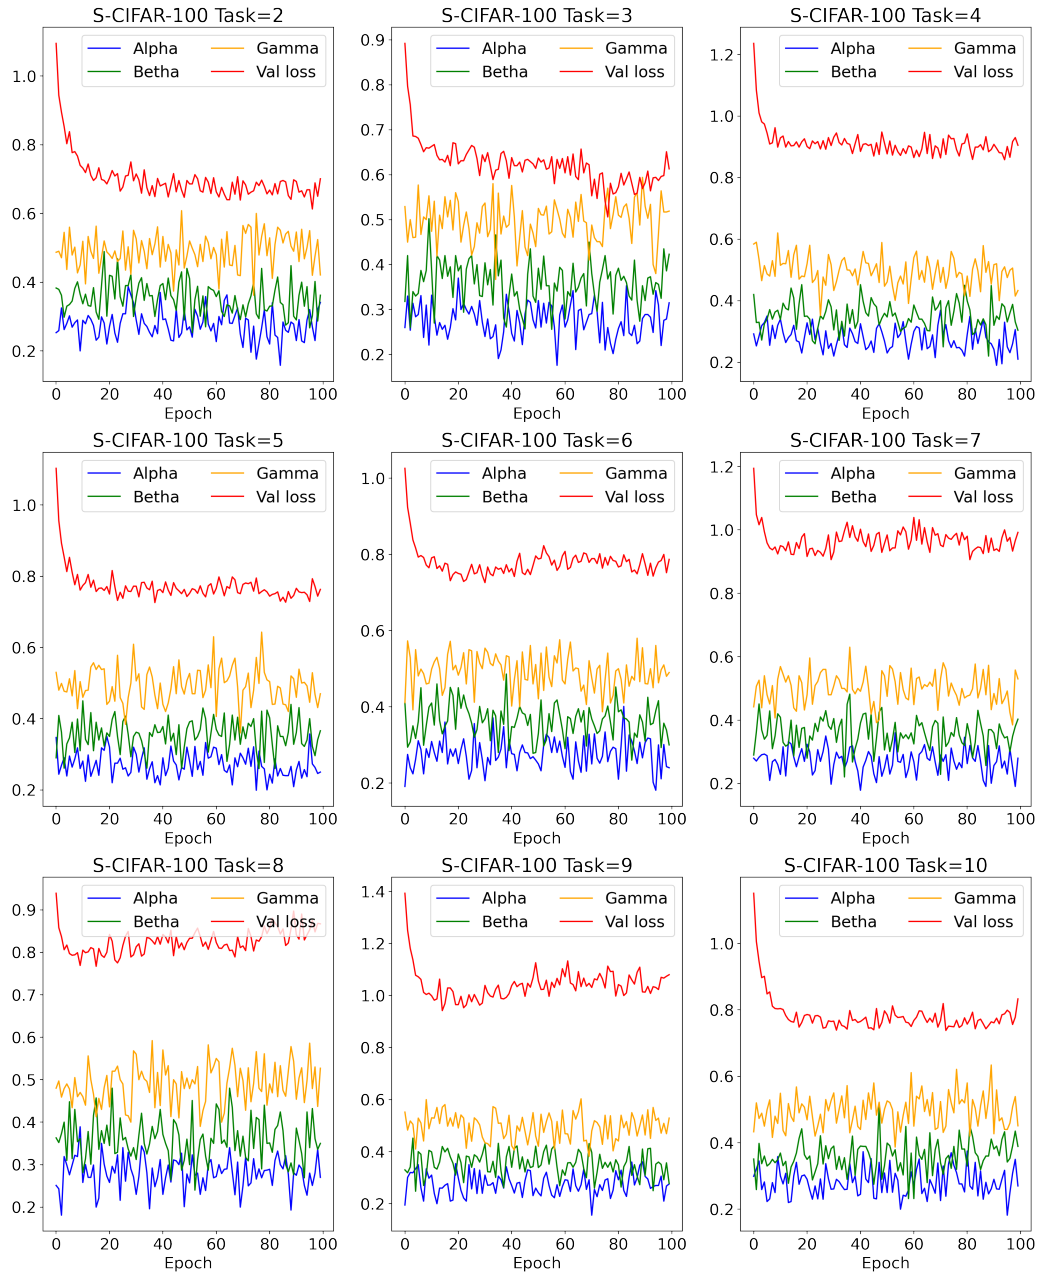 S-CIFAR-100 Task=2
Alpha
Betha
Gamma
Val loss
1.0
0.8
0.6
0.4
0.2
0 20 40 60 80 100
Epoch
S-CIFAR-100 Task=3
Alpha
Betha
Gamma
Val loss
0.9
0.8
0.7
0.6
0.5
0.4
0.3
0.2
0 20 40 60 80 100
Epoch
S-CIFAR-100 Task=4
Alpha
Betha
Gamma
Val loss
1.2
1.0
0.8
0.6
0.4
0.2
0 20 40 60 80 100
Epoch
S-CIFAR-100 Task=5
Alpha
Betha
Gamma
Val loss
1.0
0.8
0.6
0.4
0.2
0 20 40 60 80 100
Epoch
S-CIFAR-100 Task=6
Alpha
Betha
Gamma
Val loss
1.0
0.8
0.6
0.4
0.2
0 20 40 60 80 100
Epoch
S-CIFAR-100 Task=7
Alpha
Betha
Gamma
Val loss
1.2
1.0
0.8
0.6
0.4
0.2
0 20 40 60 80 100
Epoch
S-CIFAR-100 Task=8
Alpha
Betha
Gamma
Val loss
0.9
0.8
0.7
0.6
0.5
0.4
0.3
0.2
0 20 40 60 80 100
Epoch
S-CIFAR-100 Task=9
Alpha
Betha
Gamma
Val loss
1.4
1.2
1.0
0.8
0.6
0.4
0.2
0 20 40 60 80 100
Epoch
S-CIFAR-100 Task=10
Alpha
Betha
Gamma
Val loss
1.0
0.8
0.6
0.4
0.2
0 20 40 60 80 100
Epoch